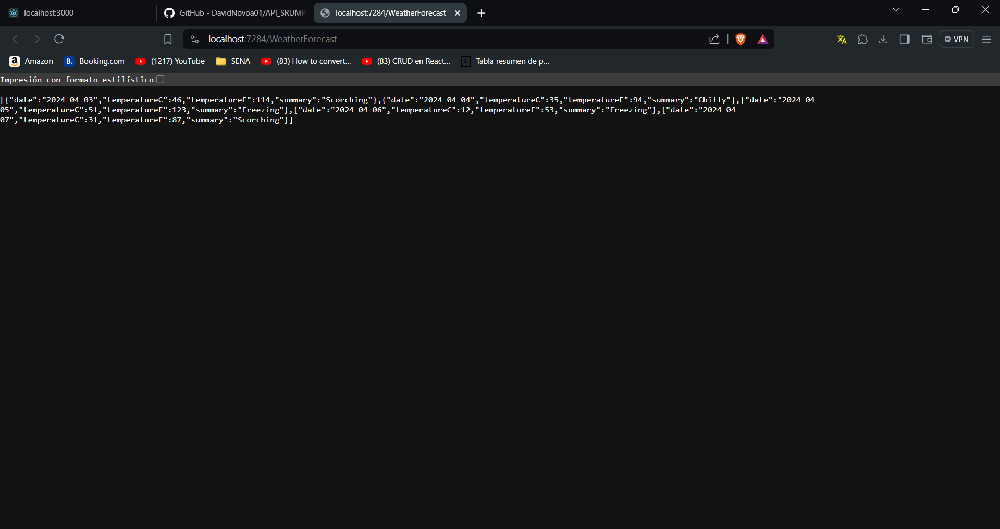 localhost:3000
GitHub - DavidNovoa01/API_SRUMP
localhost:7284/WeatherForecast
localhost:7284/WeatherForecast
VPN
a Amazon
B. Booking.com
(1217) YouTube
SENA
(83) How to convert...
(83) CRUD en React...
E Tabla resumen de p...
Impresión con formato estilístico
[{"date":"2024-04-03","temperatureC":46,"temperatureF":114,"summary":"Scorching"},{"date":"2024-04-04","temperatureC":35,"temperatureF":94,"summary":"Chilly"},{"date":"2024-04-
05","temperatureC":51,"temperatureF":123,"summary":"Freezing"},{"date":"2024-04-06","temperatureC":12,"temperatureF":53,"summary":"Freezing"},{"date":"2024-04-
07","temperatureC":31,"temperatureF":87,"summary":"Scorching"}]